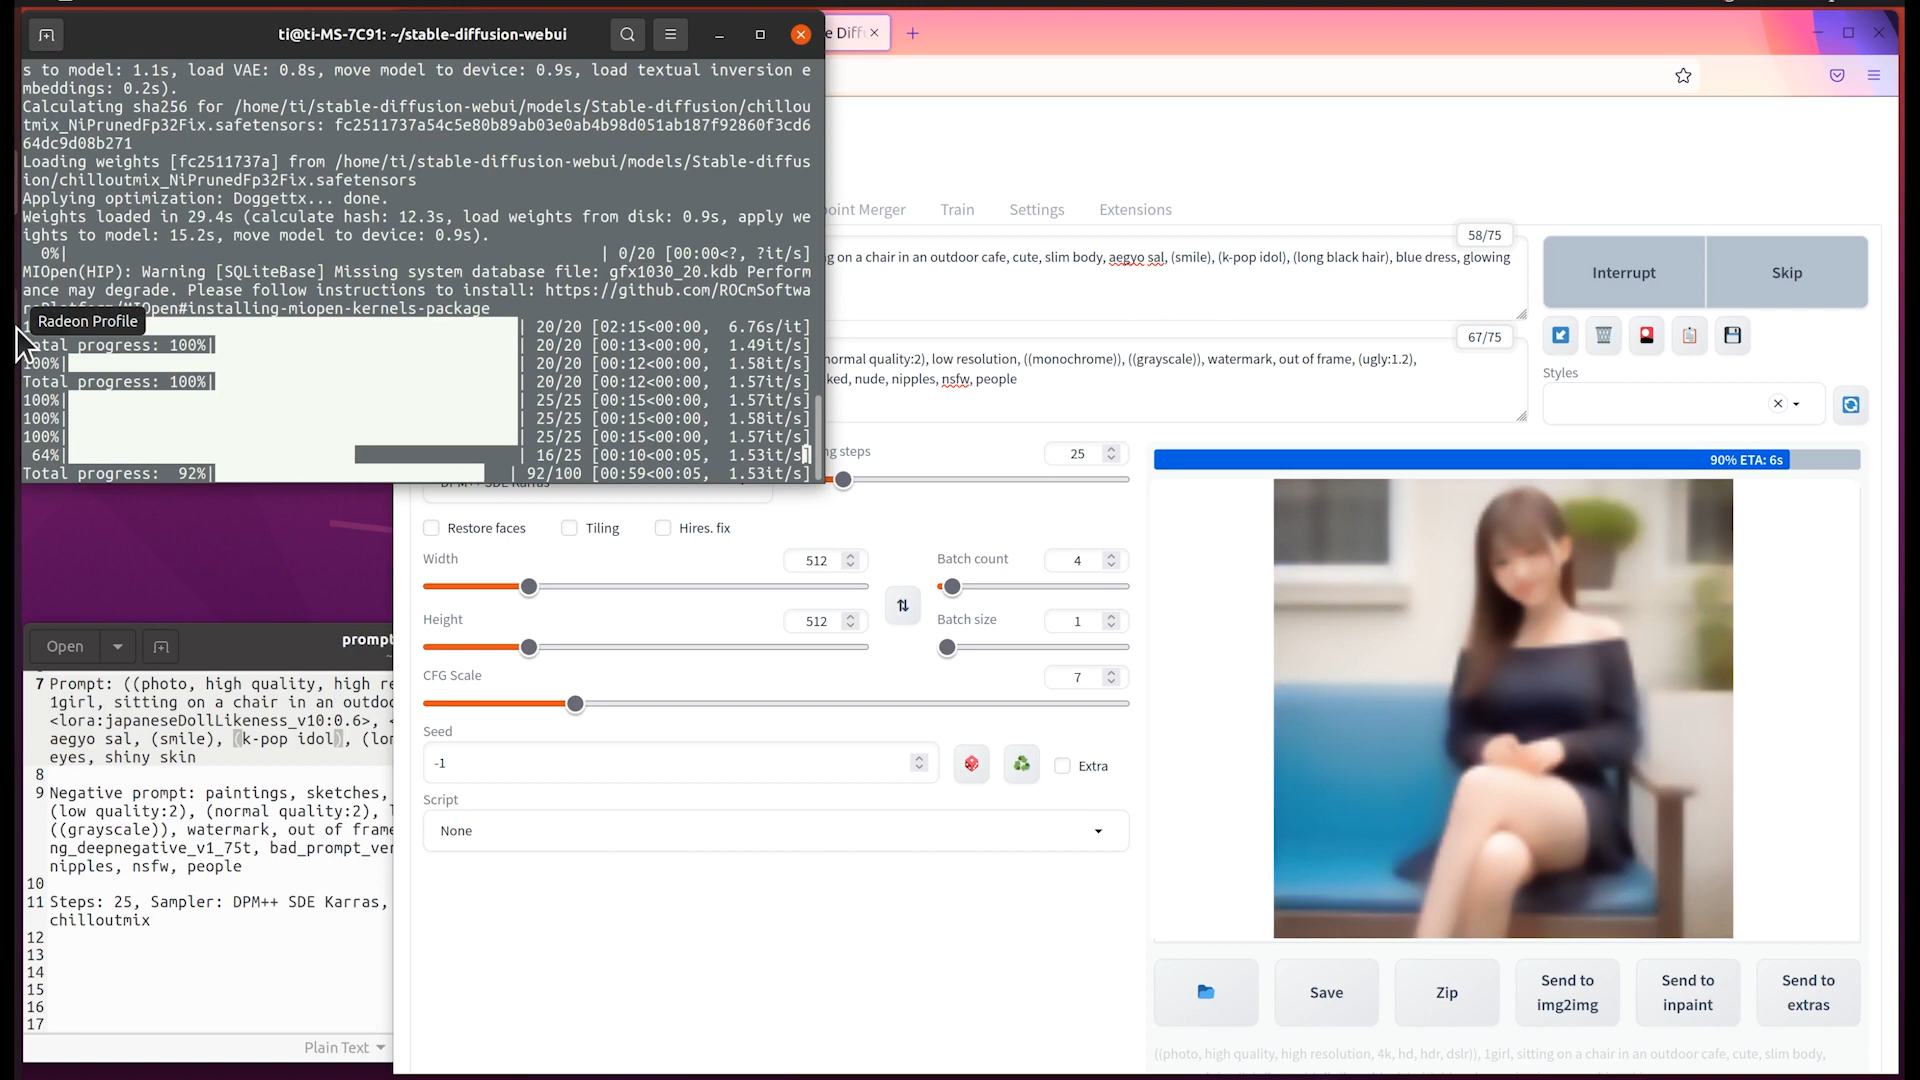 ti@ti-MS-7C91: ~/stable-diffusion-webui
s to model: 1.1s, load VAE: 0.8s, move model to device: 0.9s, load textual inversion e
mbeddings: 0.2s).
Calculating sha256 for /home/ti/stable-diffusion-webui/models/Stable-diffusion/chillou
tmix_NiPrunedFp32Fix.safetensors: fc2511737a54c5e80b89ab03e0ab4b98d051ab187f92860f3cd6
64dc9d08b271
Loading weights [fc2511737a] from /home/ti/stable-diffusion-webui/models/Stable-diffus
ion/chilloutmix_NiPrunedFp32Fix.safetensors
Applying optimization: Doggettx... done.
Weights loaded in 29.4s (calculate hash: 12.3s, load weights from disk: 0.9s, apply we
ights to model: 15.2s, move model to device: 0.9s).
0%| | 0/20 [00:00<?, ?it/s]
MIOpen(HIP): Warning [SQLiteBase] Missing system database file: gfx1030_20.kdb Perform
ance may degrade. Please follow instructions to install: https://github.com/ROCmSoftwa
#installing-miopen-kernels-package
Radeon Profile
| 20/20 [02:15<00:00, 6.76s/it]
tal progress: 100%| | 20/20 [00:13<00:00, 1.49it/s]
100%| | 20/20 [00:12<00:00, 1.58it/s]
Total progress: 100%| | 20/20 [00:12<00:00, 1.57it/s]
100%| | 25/25 [00:15<00:00, 1.57it/s]
100%| | 25/25 [00:15<00:00, 1.58it/s]
100%| | 25/25 [00:15<00:00, 1.57it/s]
64%| | 16/25 [00:10<00:05, 1.53it/s]
Total progress: 92%| | 92/100 [00:59<00:05, 1.53it/s]
e Diff
oint Merger Train Settings Extensions
58/75
g on a chair in an outdoor cafe, cute, slim body, aegyo sal, (smile), (k-pop idol), (long black hair), blue dress, glowing
67/75
normal quality:2), low resolution, ((monochrome)), ((grayscale)), watermark, out of frame, (ugly:1.2),
ked, nude, nipples, nsfw, people
Interrupt Skip
Styles
ng steps 25
DPM++ SDE Karras
Restore faces Tiling Hires. fix
Width 512 Batch count 4
Height 512 Batch size 1
CFG Scale 7
Seed
-1
Extra
Script
None
90% ETA: 6s
Save Zip Send to img2img Send to inpaint Send to extras
((photo, high quality, high resolution, 4k, hd, hdr, dslr)), 1girl, sitting on a chair in an outdoor cafe, cute, slim body,
Open prompt
7 Prompt: ((photo, high quality, high re
1girl, sitting on a chair in an outdoo
<lora:japaneseDollLikeness_v10:0.6>, <
aegyo sal, (smile), (k-pop idol), (lon
eyes, shiny skin
8
9 Negative prompt: paintings, sketches,
(low quality:2), (normal quality:2), l
((grayscale)), watermark, out of frame
ng_deepnegative_v1_75t, bad_prompt_ver
nipples, nsfw, people
10
11 Steps: 25, Sampler: DPM++ SDE Karras,
chilloutmix
12
13
14
15
16
17
Plain Text